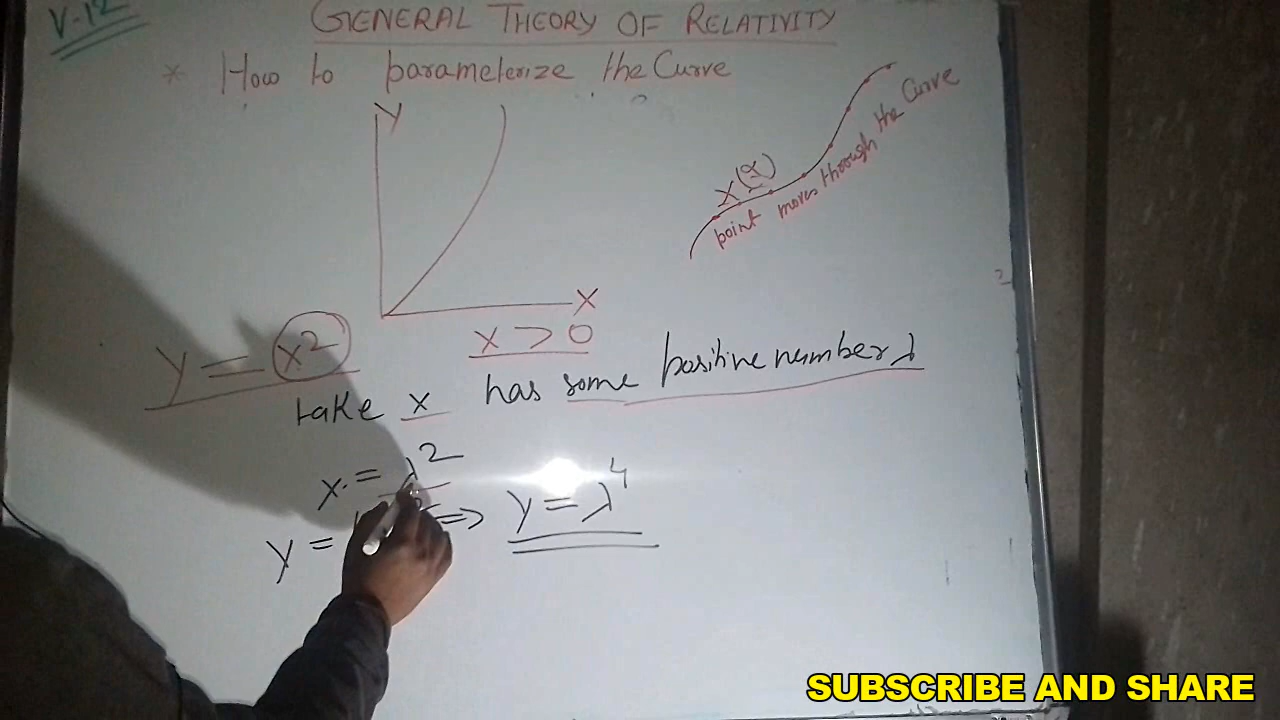 V-12
GENERAL THEORY OF RELATIVITY
* How to parameterize the Curve
Y
X
X(λ)
point moves through the Curve
y = x²
x > 0
take x has some positive number λ
x = λ²
y = ⇒ y = λ⁴
SUBSCRIBE AND SHARE